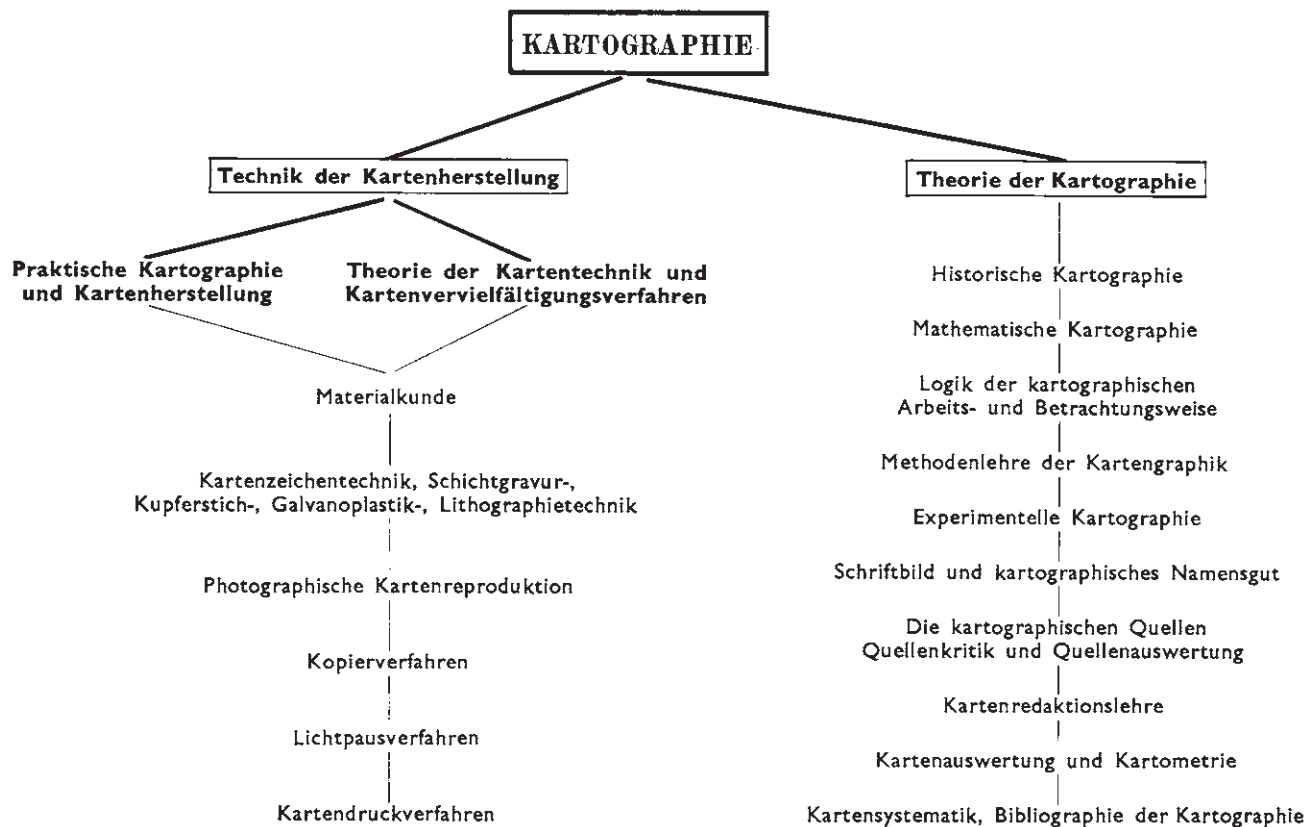 KARTOGRAPHIE
Technik der Kartenherstellung
Praktische Kartographie
und Kartenherstellung
Theorie der Kartentechnik und
Kartenvervielfältigungsverfahren
Materialkunde
Kartenzeichentechnik, Schichtgravur-,
Kupferstich-, Galvanoplastik-, Lithographietechnik
Photographische Kartenreproduktion
Kopierverfahren
Lichtpausverfahren
Kartendruckverfahren
Theorie der Kartographie
Historische Kartographie
Mathematische Kartographie
Logik der kartographischen
Arbeits- und Betrachtungsweise
Methodenlehre der Kartengraphik
Experimentelle Kartographie
Schriftbild und kartographisches Namensgut
Die kartographischen Quellen
Quellenkritik und Quellenauswertung
Kartenredaktionslehre
Kartenauswertung und Kartometrie
Kartensystematik, Bibliographie der Kartographie